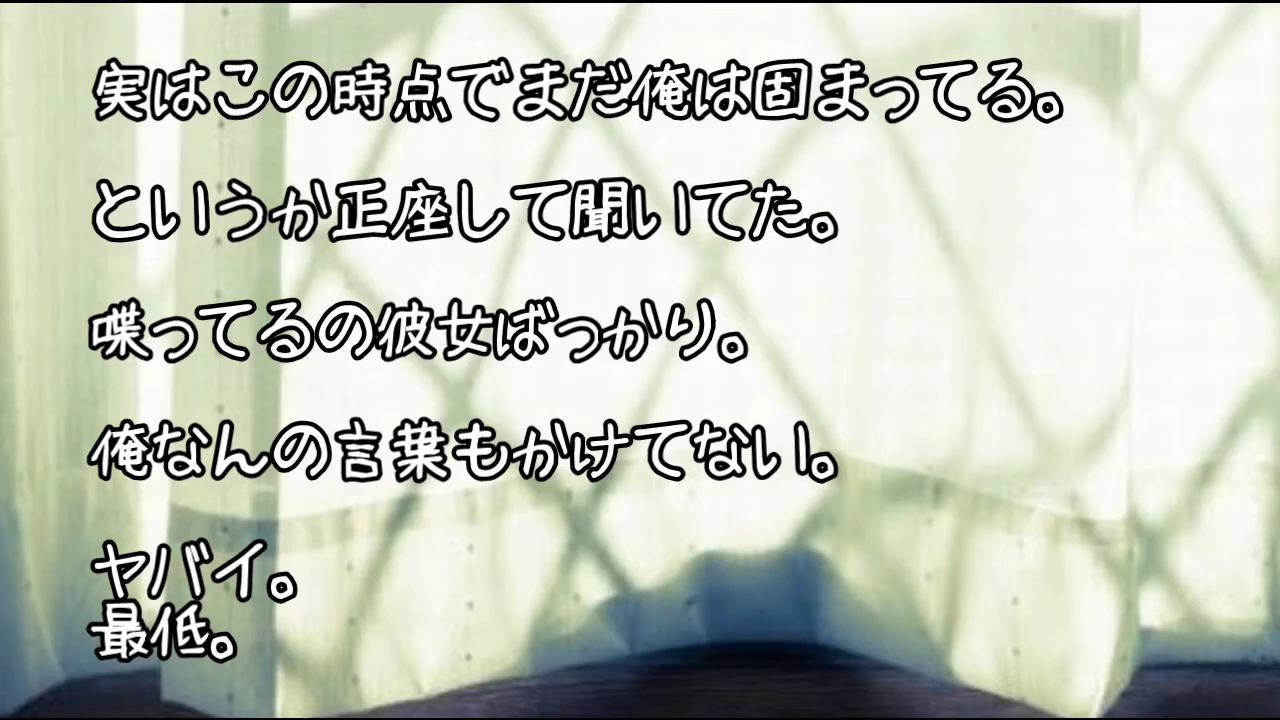 実はこの時点でまだ俺は固まってる。
というか正座して聞いてた。
喋ってるの彼女ばっかり。
俺なんの言葉もかけてない。
ヤバイ。
最低。